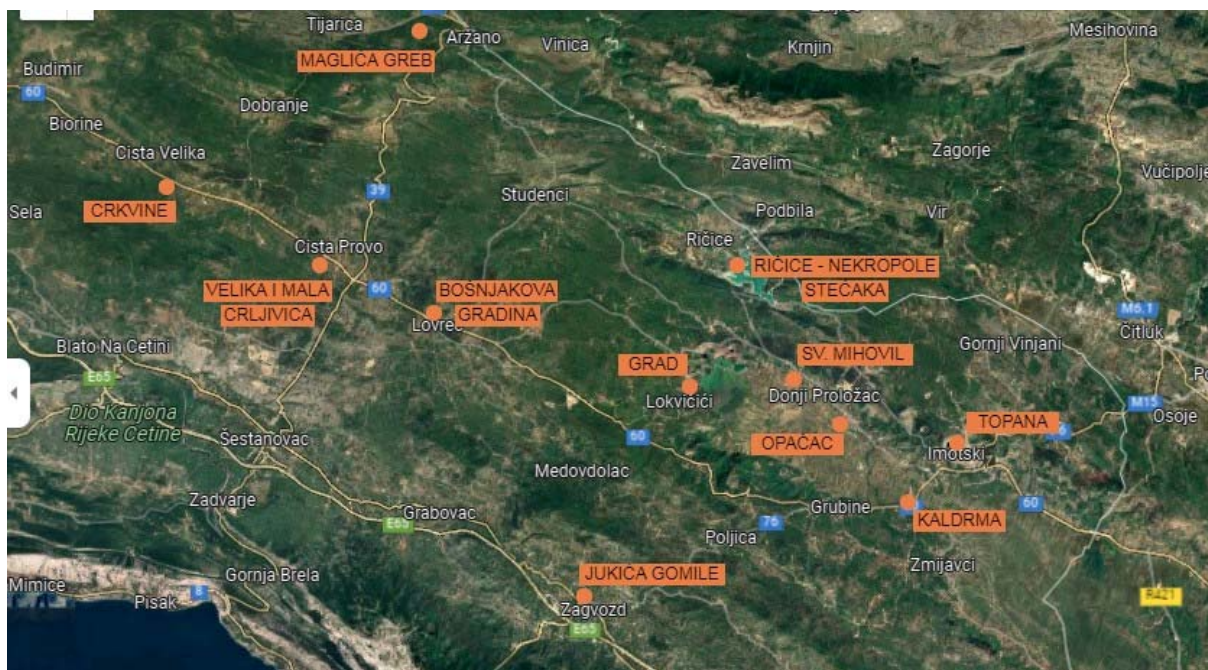 Tijarica
Aržano
Vinica
Krnjin
Mesihovina
MAGLICA GREB
Budimir
60
Dobranje
Biorine
Cista Velika
Zavelim
Zagorje
Vučipolje
39
Studenci
CRKVINE
Sela
Podbila
Vir
Ričice
Cista Provo
RIČICE - NEKROPOLE
STEĆAKA
VELIKA I MALA
CRLJIVICA
60
BOŠNJAKOVA
GRADINA
Lovreć
M6.1
Čitluk
Blato Na Cetini
Gornji Vinjani
SV. MIHOVIL
GRAD
E65
Donji Proložac
Lokvičići
M15
Osoje
Dio Kanjona
Rijeke Cetine
TOPANA
Šestanovac
60
OPAČAC
Imotski
Medovdolac
Zadvarje
Grabovac
E65
Grubine
60
76
KALDRMA
Poljica
Zmijavci
Gornja Brela
JUKICA GOMILE
Mimice
8
Pisak
Zagvozd
R421
E65